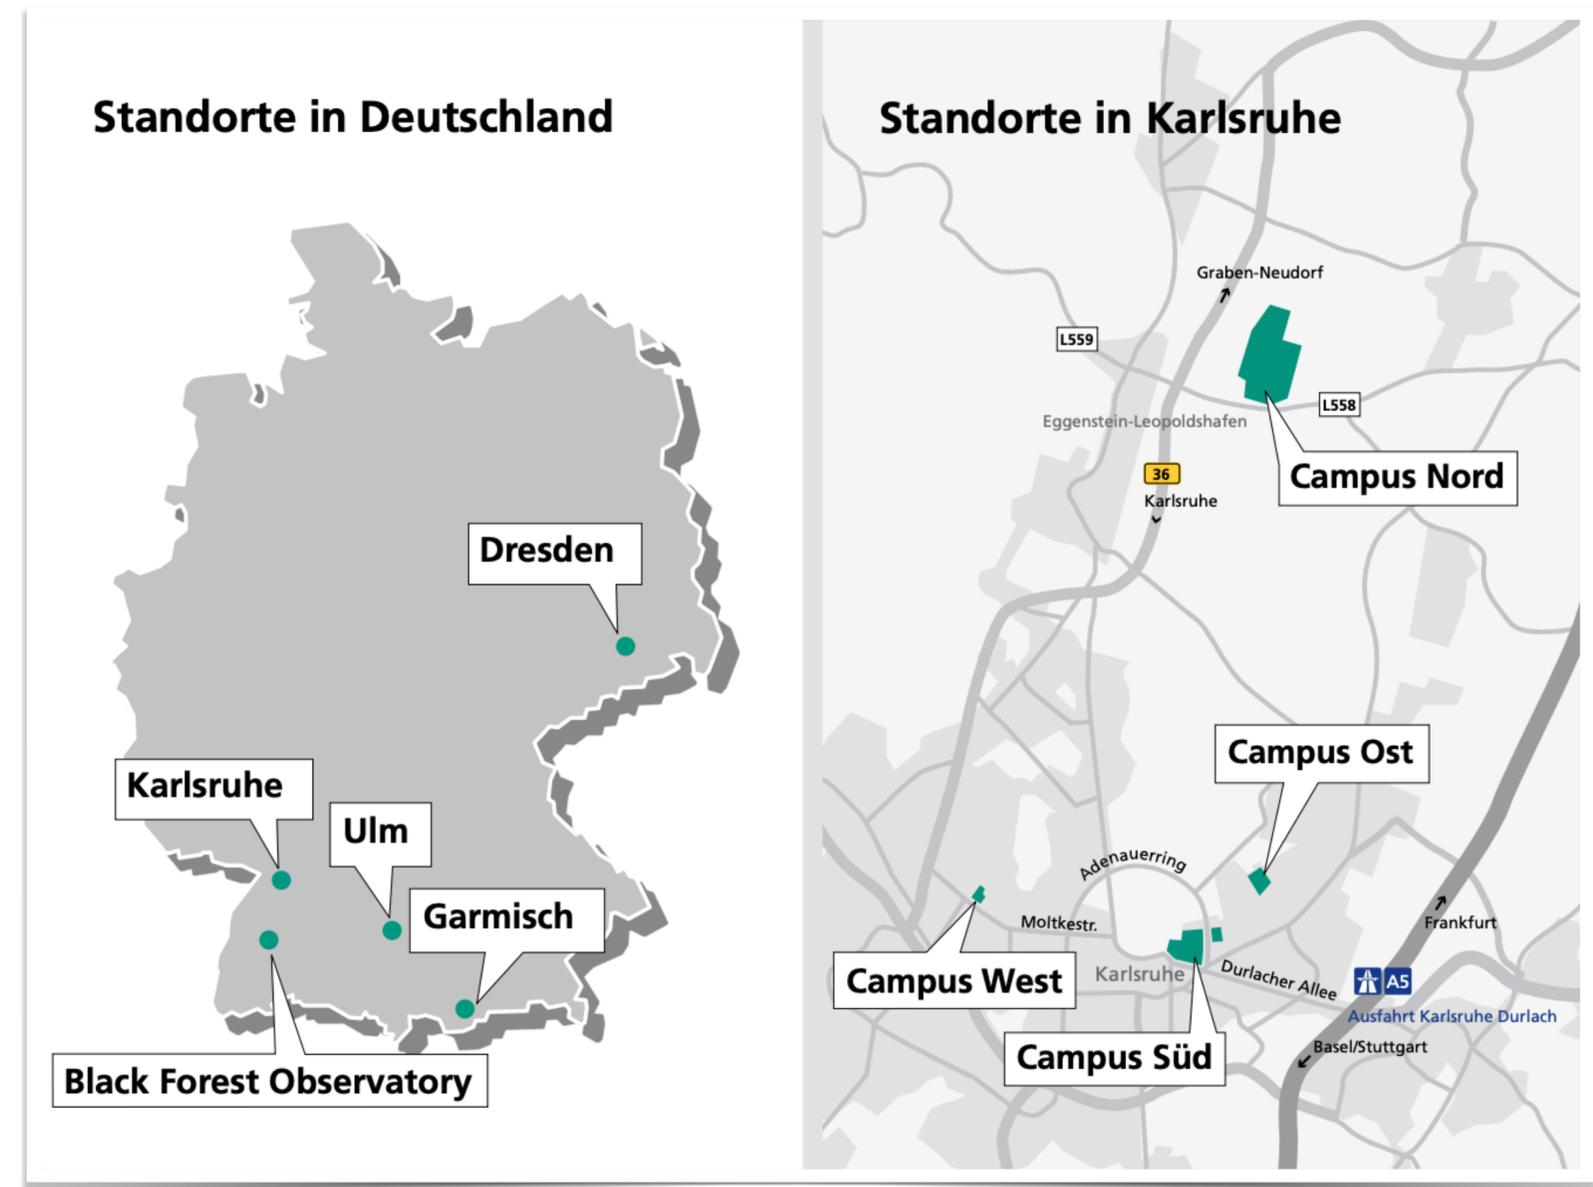 Standorte in Deutschland
Dresden
Karlsruhe
Ulm
Garmisch
Black Forest Observatory
Standorte in Karlsruhe
Graben-Neudorf
L559
L558
Eggenstein-Leopoldshafen
36
Karlsruhe
Campus Nord
Campus Ost
Adenauerring
Moltkestr.
Campus West
Karlsruhe
Durlacher Allee
Frankfurt
A5
Ausfahrt Karlsruhe Durlach
Basel/Stuttgart
Campus Süd